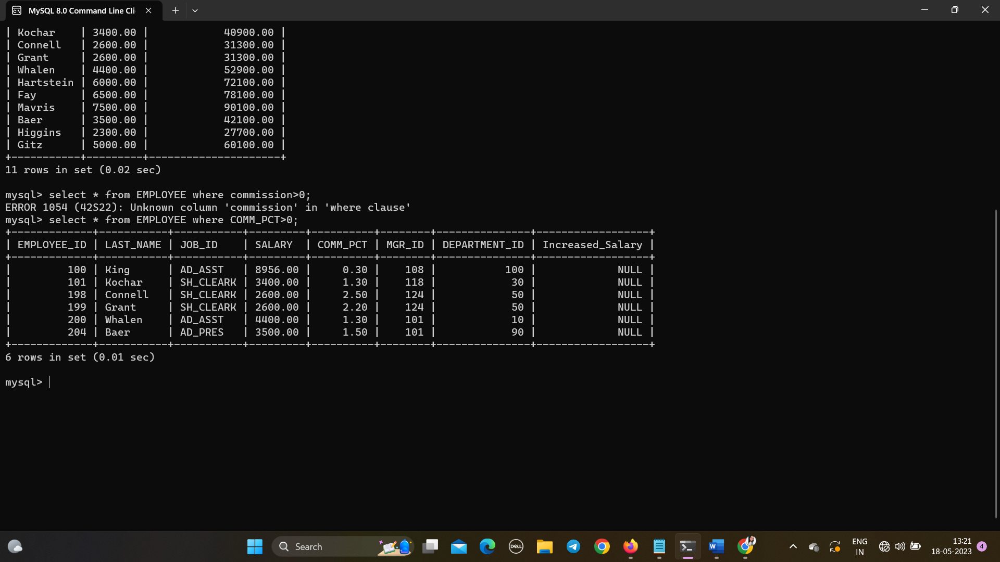 MySQL 8.0 Command Line Cli
| Kochar    | 3400.00 |            40900.00 |
| Connell   | 2600.00 |            31300.00 |
| Grant     | 2600.00 |            31300.00 |
| Whalen    | 4400.00 |            52900.00 |
| Hartstein | 6000.00 |            72100.00 |
| Fay       | 6500.00 |            78100.00 |
| Mavris    | 7500.00 |            90100.00 |
| Baer      | 3500.00 |            42100.00 |
| Higgins   | 2300.00 |            27700.00 |
| Gitz      | 5000.00 |            60100.00 |
+-----------+---------+---------------------+
11 rows in set (0.02 sec)
mysql> select * from EMPLOYEE where commission>0;
ERROR 1054 (42S22): Unknown column 'commission' in 'where clause'
mysql> select * from EMPLOYEE where COMM_PCT>0;
+-------------+-----------+-----------+---------+----------+--------+---------------+------------------+
| EMPLOYEE_ID | LAST_NAME | JOB_ID    | SALARY  | COMM_PCT | MGR_ID | DEPARTMENT_ID | Increased_Salary |
+-------------+-----------+-----------+---------+----------+--------+---------------+------------------+
|         100 | King      | AD_ASST   | 8956.00 |     0.30 |    108 |           100 |             NULL |
|         101 | Kochar    | SH_CLEARK | 3400.00 |     1.30 |    118 |            30 |             NULL |
|         198 | Connell   | SH_CLEARK | 2600.00 |     2.50 |    124 |            50 |             NULL |
|         199 | Grant     | SH_CLEARK | 2600.00 |     2.20 |    124 |            50 |             NULL |
|         200 | Whalen    | AD_ASST   | 4400.00 |     1.30 |    101 |            10 |             NULL |
|         204 | Baer      | AD_PRES   | 3500.00 |     1.50 |    101 |            90 |             NULL |
+-------------+-----------+-----------+---------+----------+--------+---------------+------------------+
6 rows in set (0.01 sec)
mysql>
Search
DELL
ENG
IN
13:21
18-05-2023
4